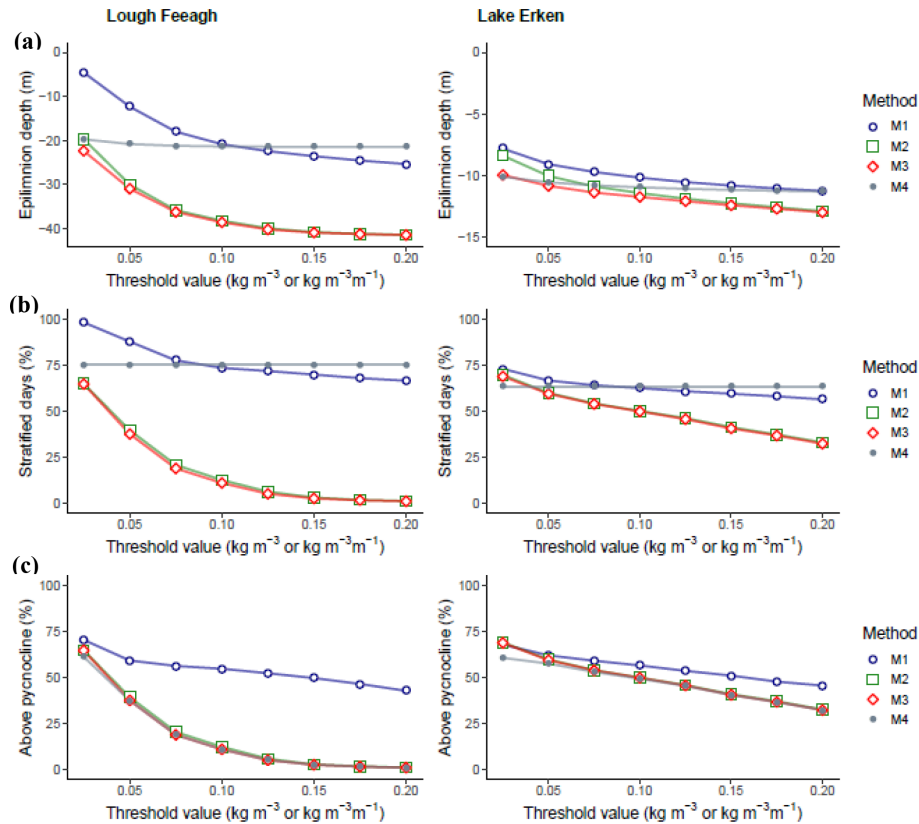 Lough Feeagh
Lake Erken
(a)
Epilimnion depth (m)
0
−10
−20
−30
−40
0.05 0.10 0.15 0.20
Threshold value (kg m⁻³ or kg m⁻³m⁻¹)
Epilimnion depth (m)
0
−5
−10
−15
0.05 0.10 0.15 0.20
Threshold value (kg m⁻³ or kg m⁻³m⁻¹)
Method
M1
M2
M3
M4
(b)
Stratified days (%)
100
75
50
25
0
0.05 0.10 0.15 0.20
Threshold value (kg m⁻³ or kg m⁻³m⁻¹)
Stratified days (%)
100
75
50
25
0
0.05 0.10 0.15 0.20
Threshold value (kg m⁻³ or kg m⁻³m⁻¹)
Method
M1
M2
M3
M4
(c)
Above pycnocline (%)
100
75
50
25
0
0.05 0.10 0.15 0.20
Threshold value (kg m⁻³ or kg m⁻³m⁻¹)
Above pycnocline (%)
100
75
50
25
0
0.05 0.10 0.15 0.20
Threshold value (kg m⁻³ or kg m⁻³m⁻¹)
Method
M1
M2
M3
M4